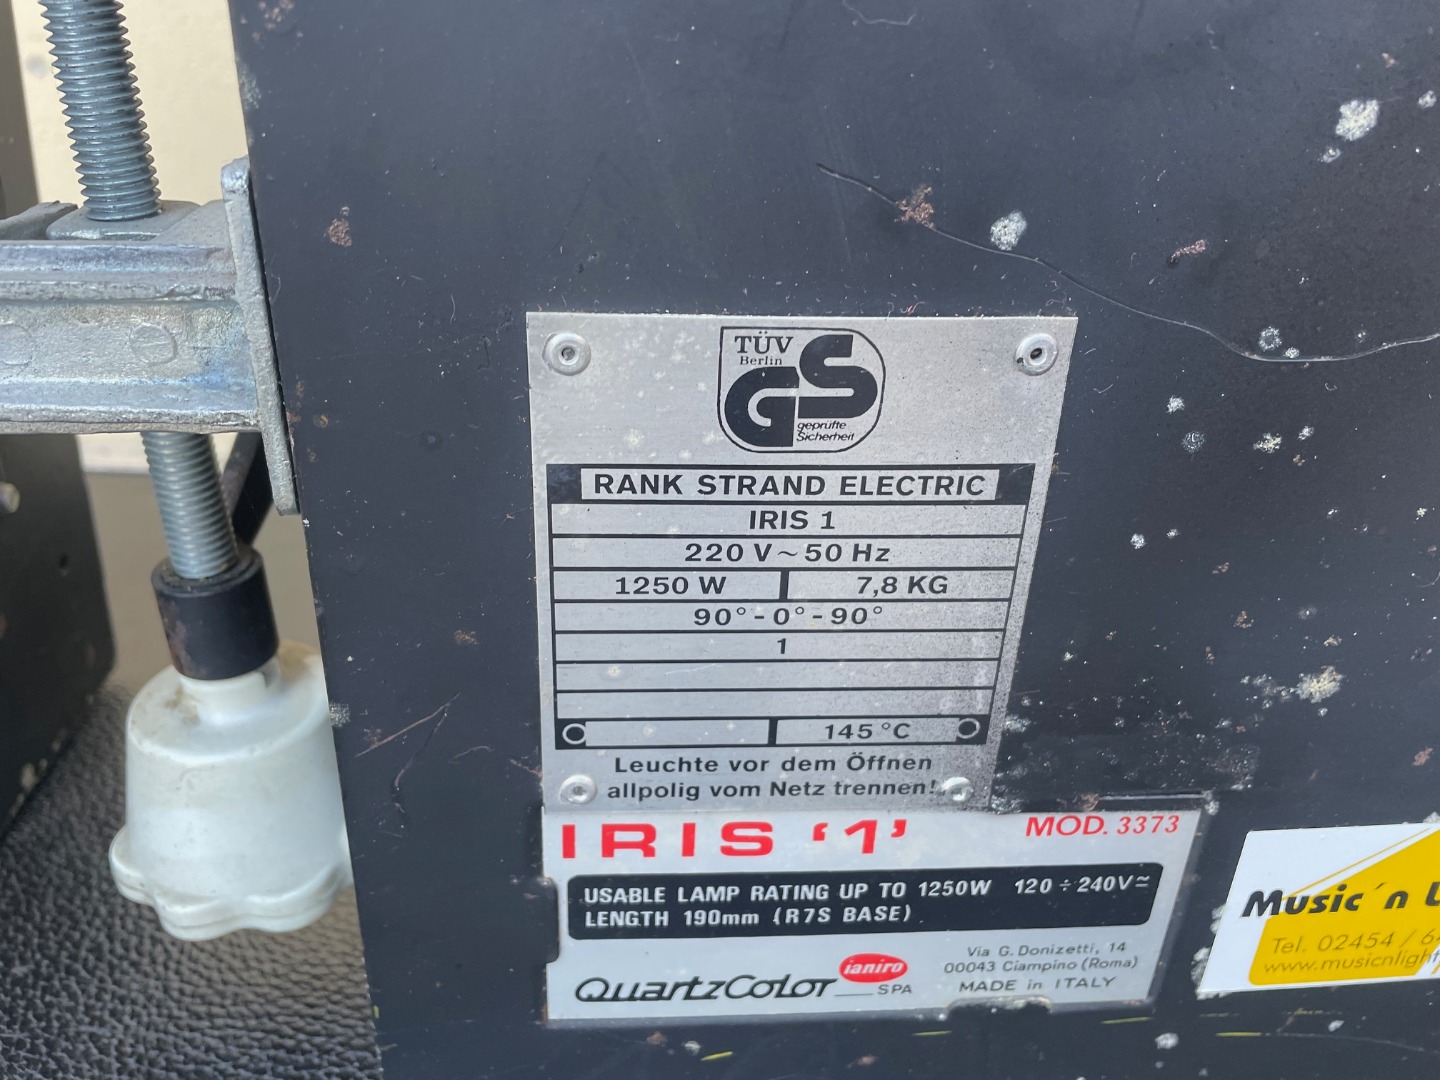 TÜV
Berlin
GS
geprüfte
Sicherheit
RANK STRAND ELECTRIC
IRIS 1
220 V ~ 50 Hz
1250 W 7,8 KG
90° - 0° - 90°
1
145 °C
Leuchte vor dem Öffnen
allpolig vom Netz trennen!
IRIS '1' MOD. 3373
USABLE LAMP RATING UP TO 1250W 120 ÷ 240V ≃
LENGTH 190mm (R7S BASE)
QuartzColor ianiro SPA
Via G. Donizetti, 14
00043 Ciampino (Roma)
MADE in ITALY
Music ´n L
Tel. 02454 / 6
www.musicnlight